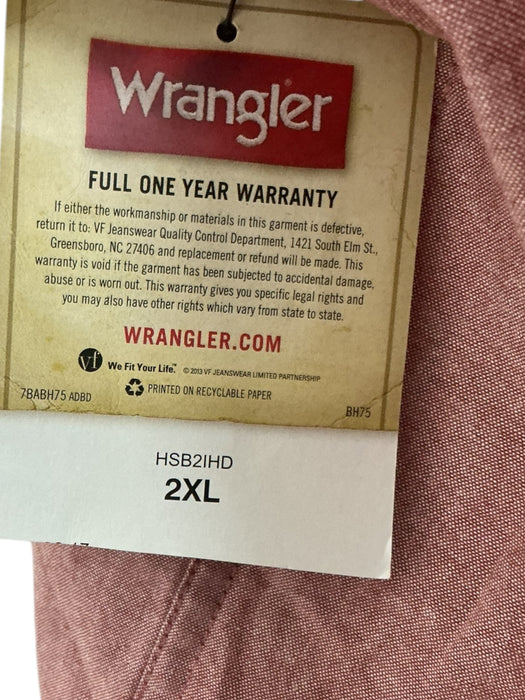 Wrangler®
FULL ONE YEAR WARRANTY
If either the workmanship or materials in this garment is defective,
return it to: VF Jeanswear Quality Control Department, 1421 South Elm St.,
Greensboro, NC 27406 and replacement or refund will be made. This
warranty is void if the garment has been subjected to accidental damage,
abuse or is worn out. This warranty gives you specific legal rights and
you may also have other rights which vary from state to state.
WRANGLER.COM
vf We Fit Your Life.™ © 2013 VF JEANSWEAR LIMITED PARTNERSHIP
PRINTED ON RECYCLABLE PAPER
7BABH75 ADBD
BH75
HSB2IHD
2XL